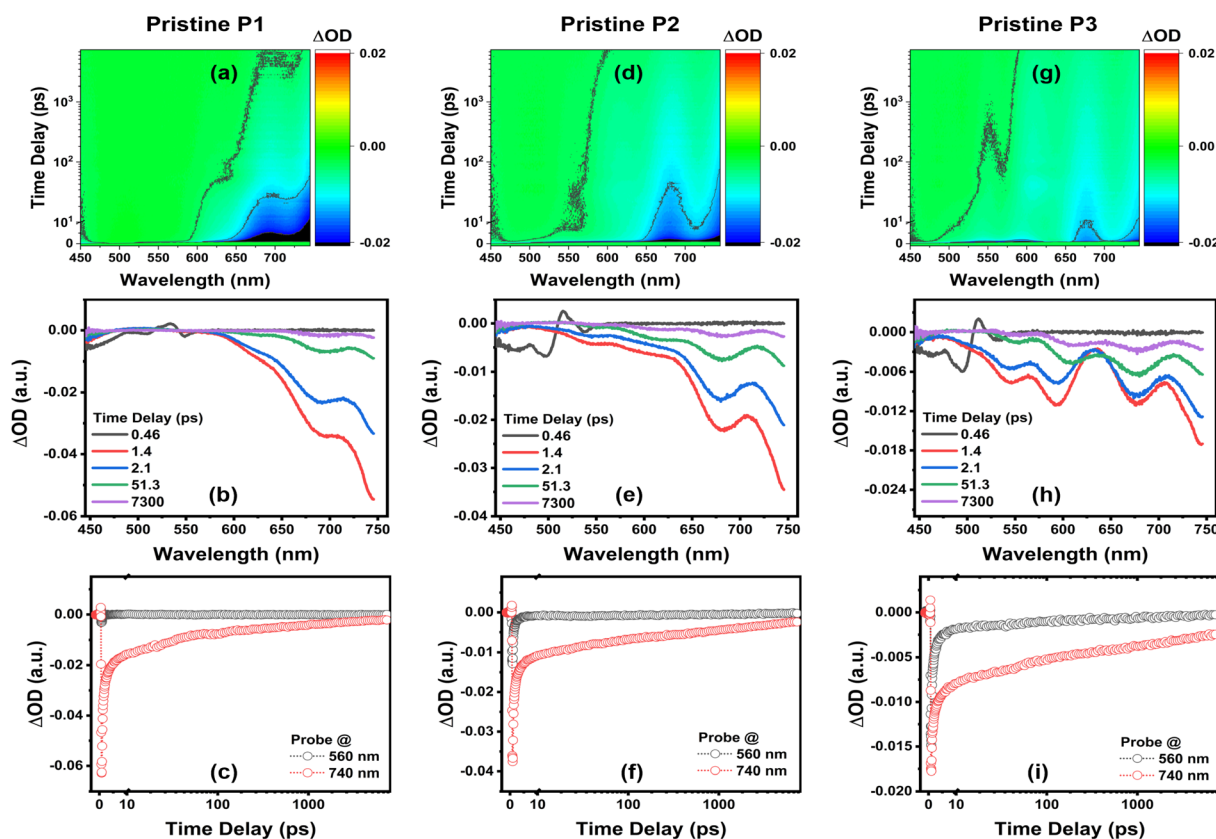 Pristine P1
Pristine P2
Pristine P3
ΔOD
ΔOD
ΔOD
(a)
(d)
(g)
0.02
0.00
-0.02
0.02
0.00
-0.02
0.02
0.00
-0.02
Time Delay (ps)
10³
10²
10¹
0
450 500 550 600 650 700
Wavelength (nm)
Time Delay (ps)
10³
10²
10¹
0
450 500 550 600 650 700
Wavelength (nm)
Time Delay (ps)
10³
10²
10¹
0
450 500 550 600 650 700
Wavelength (nm)
ΔOD (a.u.)
0.00
-0.02
-0.04
-0.06
Time Delay (ps)
0.46
1.4
2.1
51.3
7300
(b)
450 500 550 600 650 700 750
Wavelength (nm)
ΔOD (a.u.)
0.00
-0.01
-0.02
-0.03
-0.04
Time Delay (ps)
0.46
1.4
2.1
51.3
7300
(e)
450 500 550 600 650 700 750
Wavelength (nm)
ΔOD (a.u.)
0.000
-0.006
-0.012
-0.018
-0.024
Time Delay (ps)
0.46
1.4
2.1
51.3
7300
(h)
450 500 550 600 650 700 750
Wavelength (nm)
ΔOD (a.u.)
0.00
-0.02
-0.04
-0.06
Probe @
560 nm
740 nm
(c)
0 10 100 1000
Time Delay (ps)
ΔOD (a.u.)
0.00
-0.01
-0.02
-0.03
-0.04
Probe @
560 nm
740 nm
(f)
0 10 100 1000
Time Delay (ps)
ΔOD (a.u.)
0.000
-0.005
-0.010
-0.015
-0.020
Probe @
560 nm
740 nm
(i)
0 10 100 1000
Time Delay (ps)